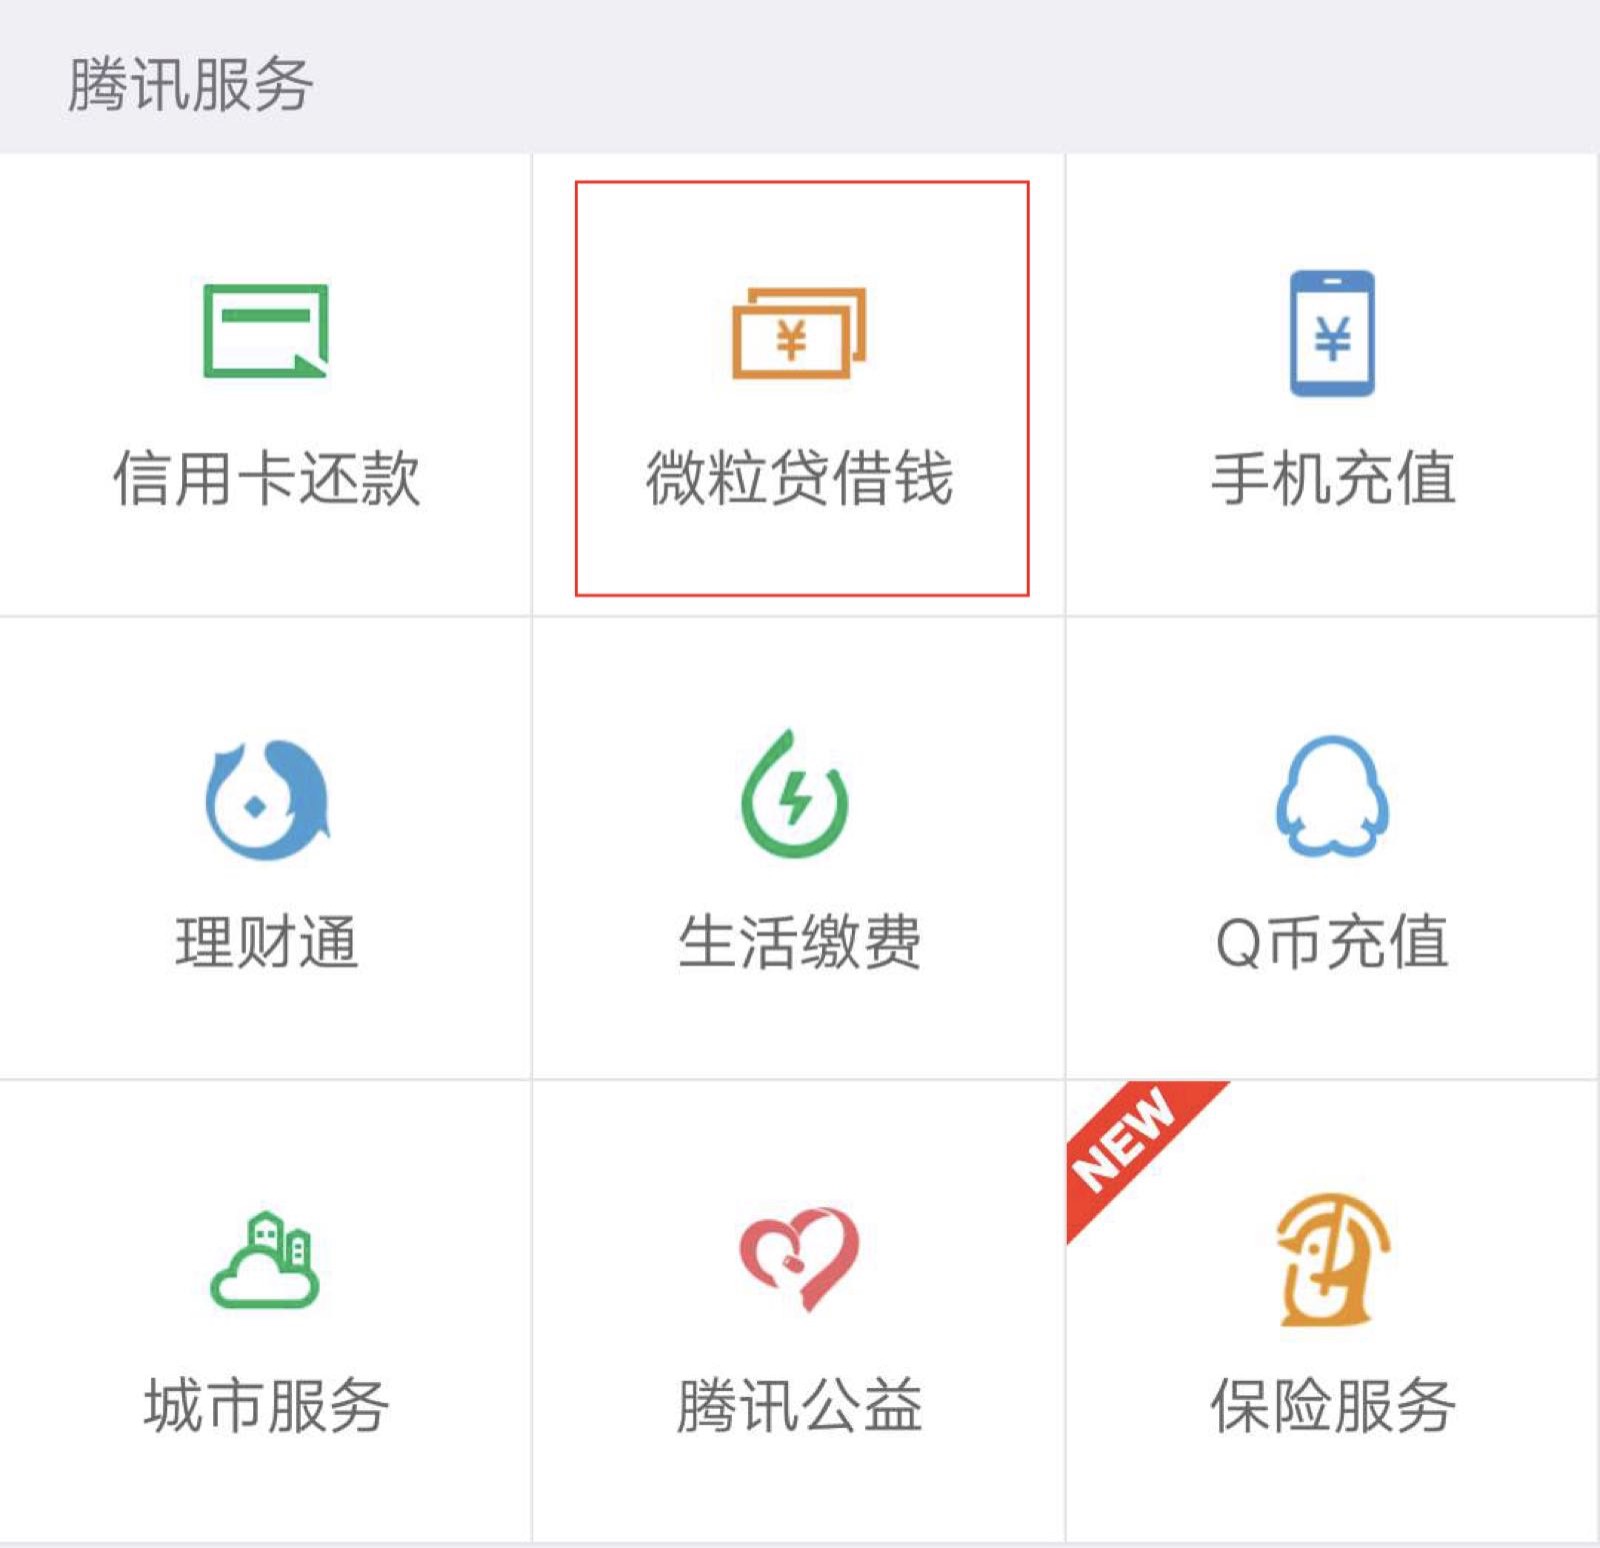 腾讯服务
信用卡还款
¥
微粒贷借钱
¥
手机充值
理财通
生活缴费
Q币充值
城市服务
腾讯公益
NEW
保险服务